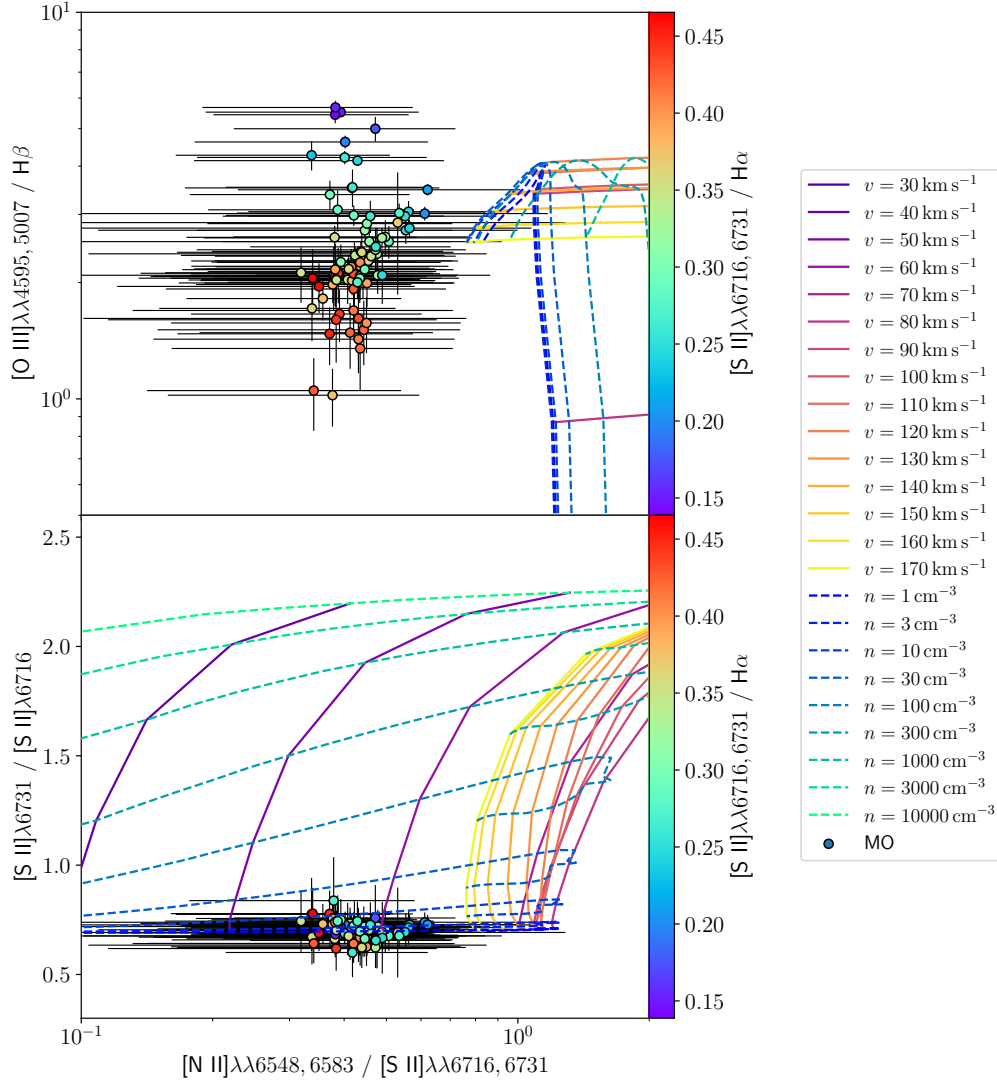 10¹
10⁰
[O III]λλ4595, 5007 / Hβ
0.45
0.40
0.35
0.30
0.25
0.20
0.15
[S II]λλ6716, 6731 / Hα
2.5
2.0
1.5
1.0
0.5
[S II]λ6731 / [S II]λ6716
0.45
0.40
0.35
0.30
0.25
0.20
0.15
[S II]λλ6716, 6731 / Hα
10⁻¹
10⁰
[N II]λλ6548, 6583 / [S II]λλ6716, 6731
v = 30 km s⁻¹
v = 40 km s⁻¹
v = 50 km s⁻¹
v = 60 km s⁻¹
v = 70 km s⁻¹
v = 80 km s⁻¹
v = 90 km s⁻¹
v = 100 km s⁻¹
v = 110 km s⁻¹
v = 120 km s⁻¹
v = 130 km s⁻¹
v = 140 km s⁻¹
v = 150 km s⁻¹
v = 160 km s⁻¹
v = 170 km s⁻¹
n = 1 cm⁻³
n = 3 cm⁻³
n = 10 cm⁻³
n = 30 cm⁻³
n = 100 cm⁻³
n = 300 cm⁻³
n = 1000 cm⁻³
n = 3000 cm⁻³
n = 10000 cm⁻³
MO